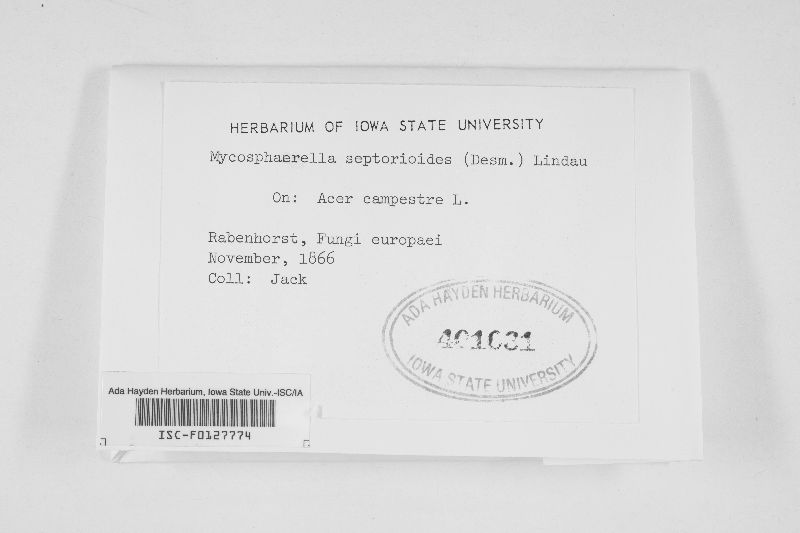 HERBARIUM OF IOWA STATE UNIVERSITY
Mycosphaerella septorioides (Desm.) Lindau
On: Acer campestre L.
Rabenhorst, Fungi europaei
November, 1866
Coll: Jack
ADA HAYDEN HERBARIUM
401631
IOWA STATE UNIVERSITY
Ada Hayden Herbarium, Iowa State Univ.-ISC/IA
ISC-F0127774